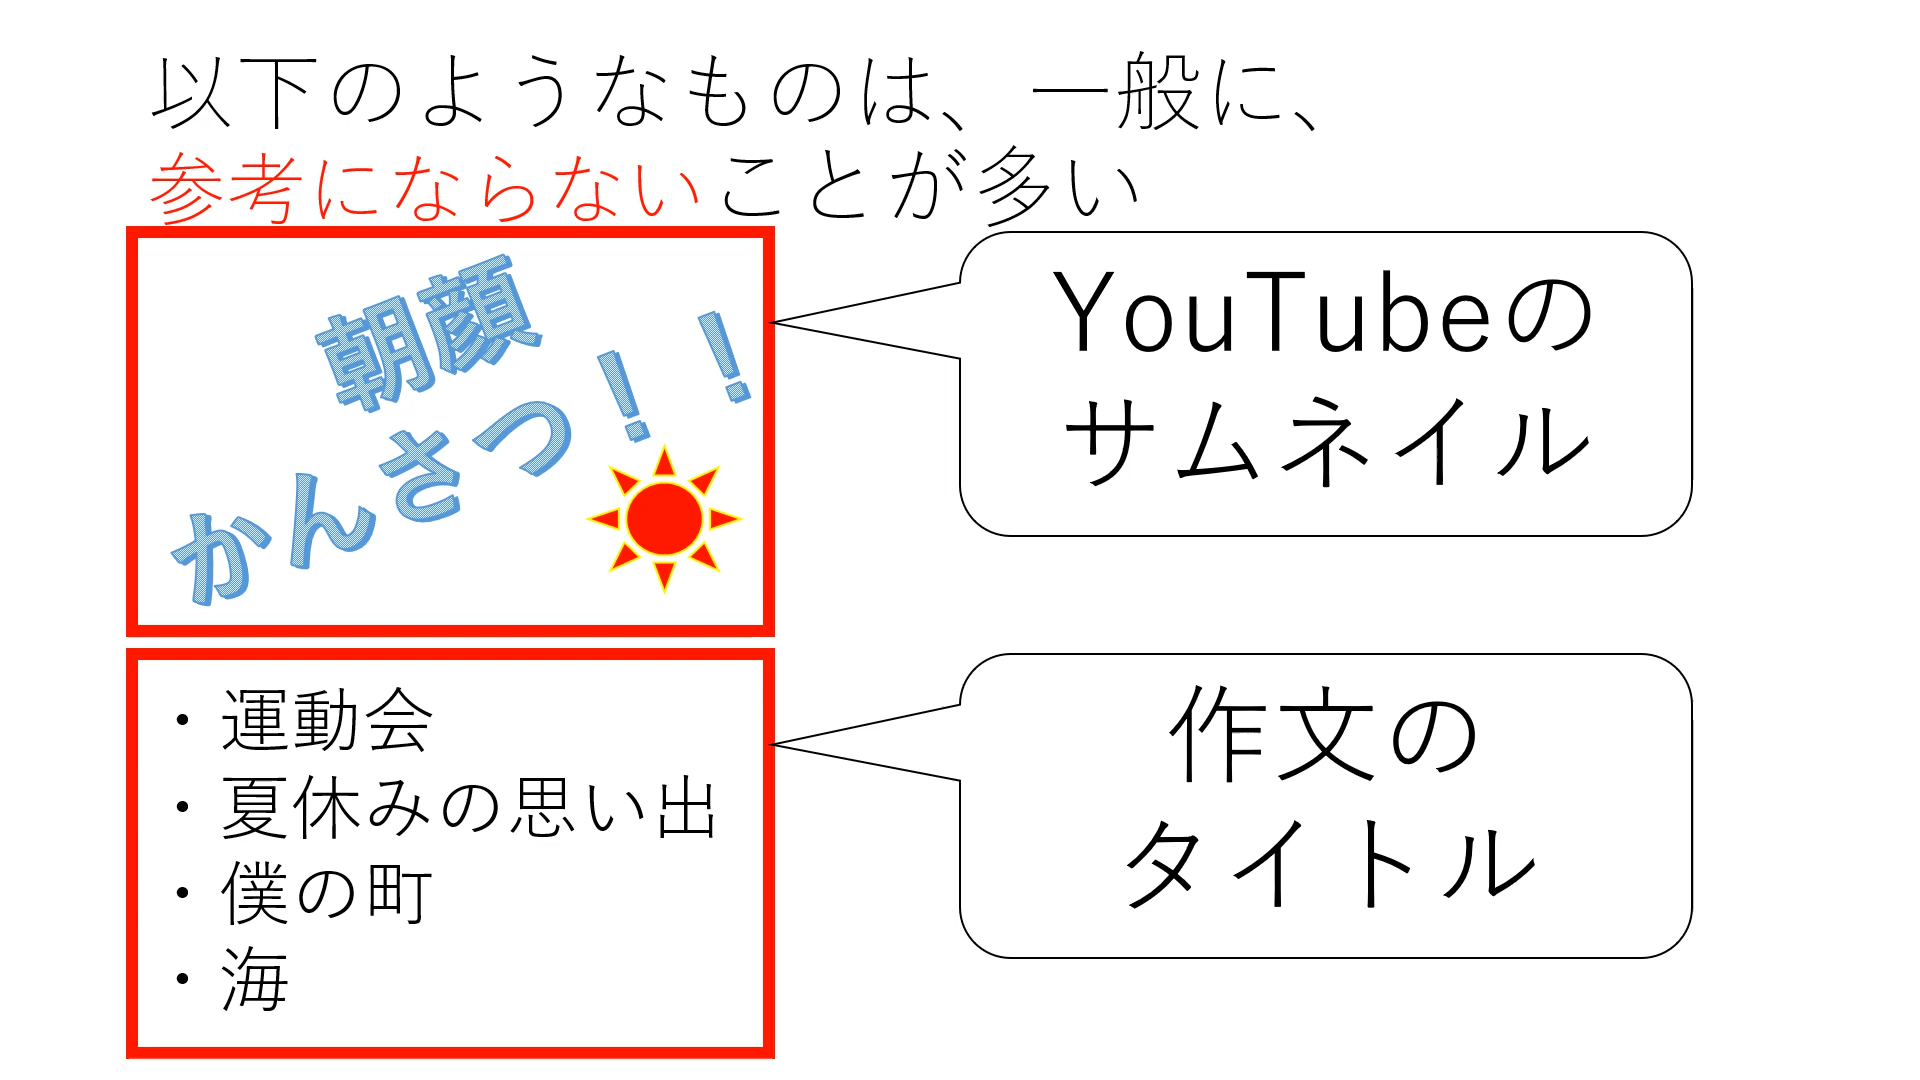 以下のようなものは、一般に、
参考にならないことが多い
朝顔
かんさつ！！
YouTubeの
サムネイル
・運動会
・夏休みの思い出
・僕の町
・海
作文の
タイトル